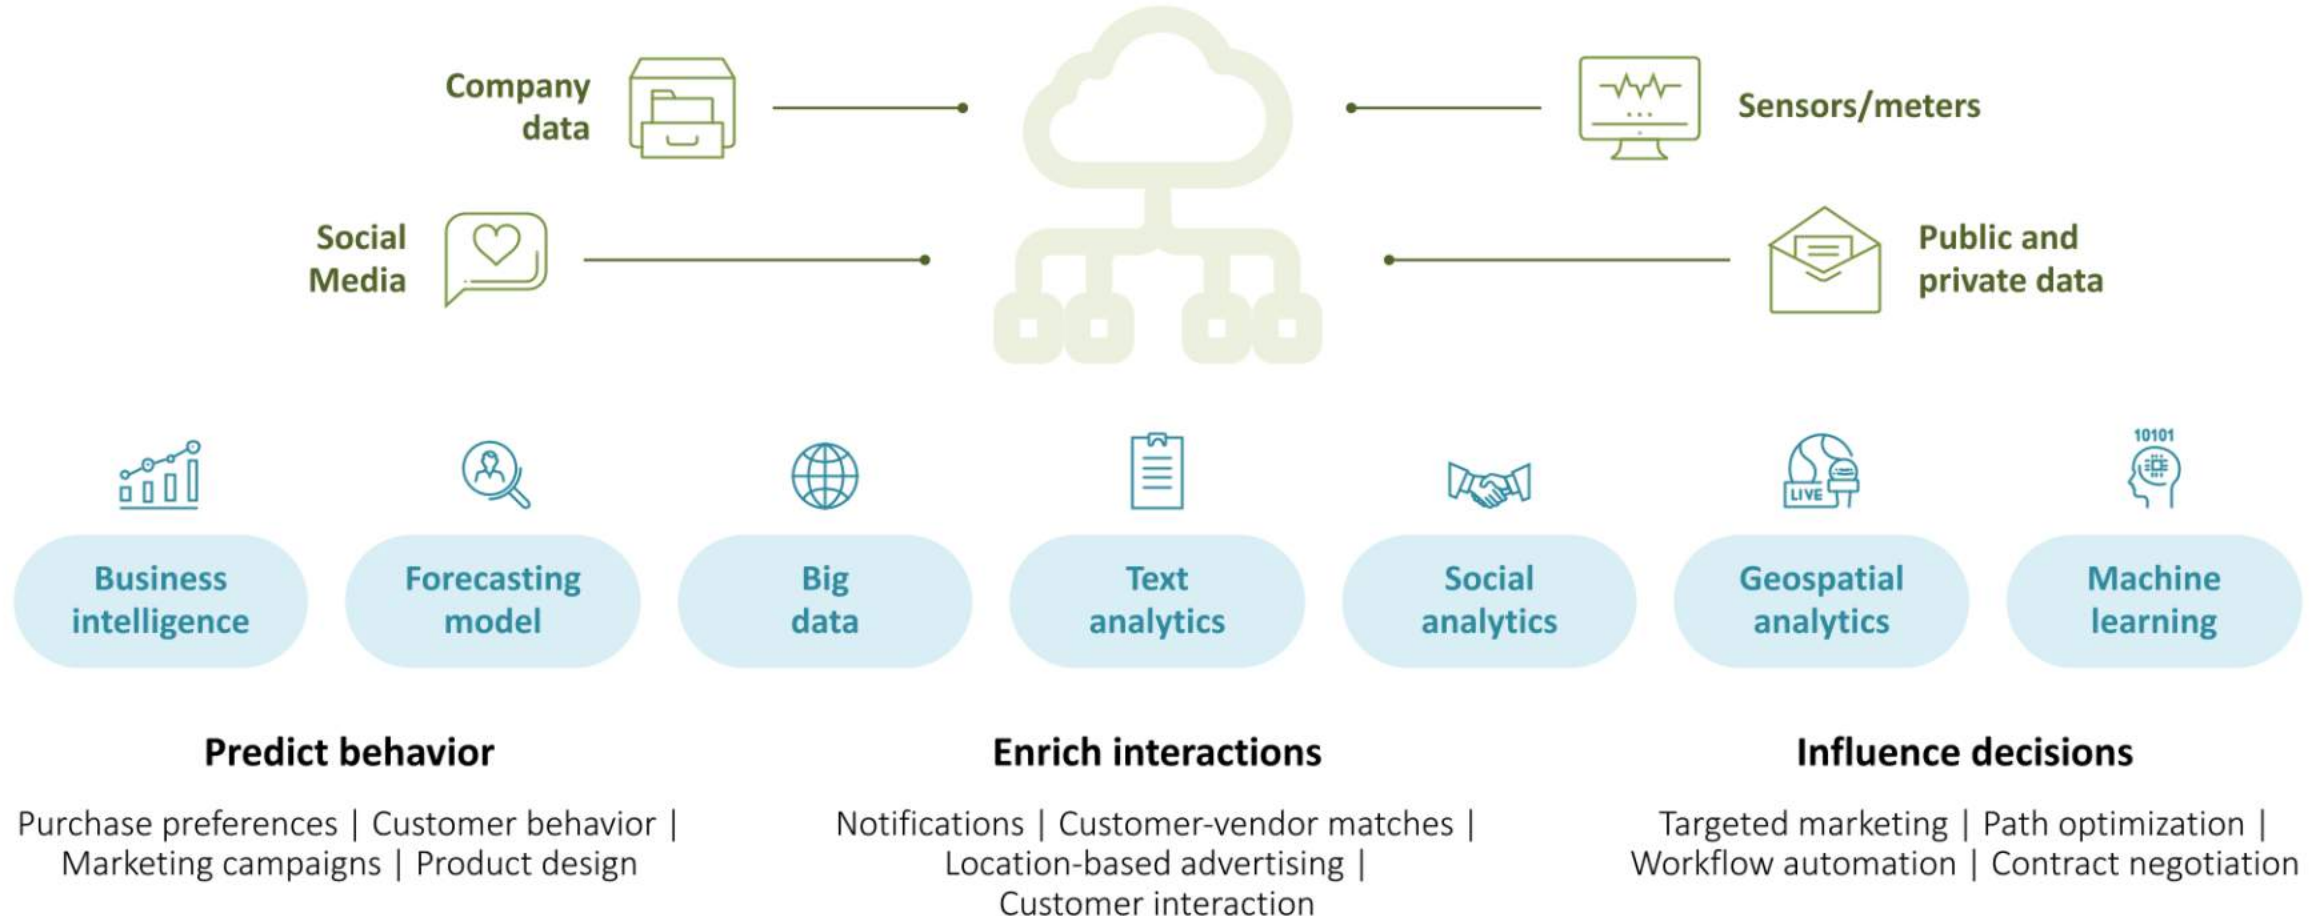 Company
data
Sensors/meters
Social
Media
Public and
private data
10101
LIVE
Business
intelligence
Forecasting
model
Big
data
Text
analytics
Social
analytics
Geospatial
analytics
Machine
learning
Predict behavior
Purchase preferences | Customer behavior |
Marketing campaigns | Product design
Enrich interactions
Notifications | Customer-vendor matches |
Location-based advertising |
Customer interaction
Influence decisions
Targeted marketing | Path optimization |
Workflow automation | Contract negotiation